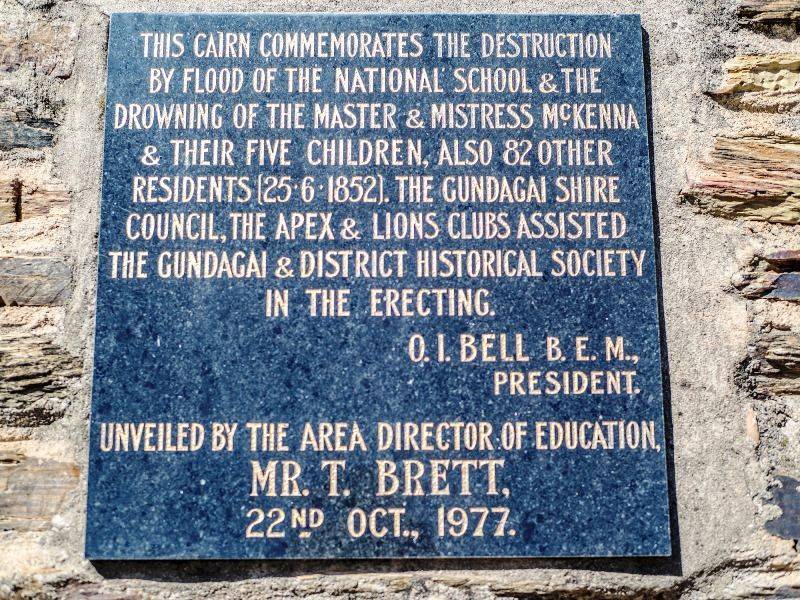 THIS CAIRN COMMEMORATES THE DESTRUCTION
BY FLOOD OF THE NATIONAL SCHOOL & THE
DROWNING OF THE MASTER & MISTRESS McKENNA
& THEIR FIVE CHILDREN, ALSO 82 OTHER
RESIDENTS (25·6·1852). THE GUNDAGAI SHIRE
COUNCIL, THE APEX & LIONS CLUBS ASSISTED
THE GUNDAGAI & DISTRICT HISTORICAL SOCIETY
IN THE ERECTING.
O. I. BELL B. E. M.,
PRESIDENT.
UNVEILED BY THE AREA DIRECTOR OF EDUCATION,
MR. T. BRETT,
22ND OCT., 1977.